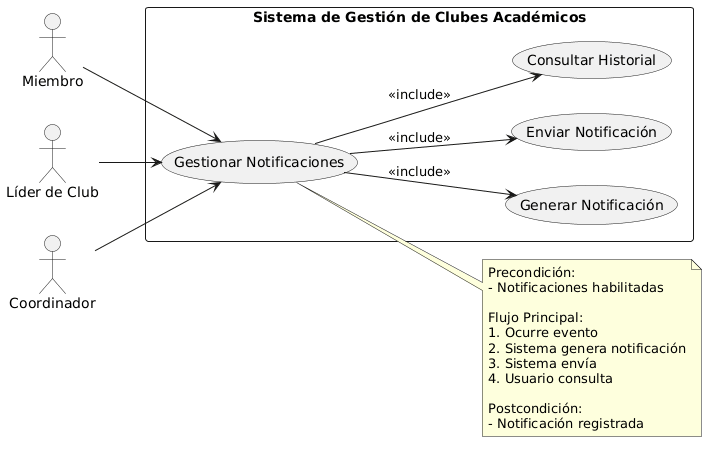 Sistema de Gestión de Clubes Académicos
Miembro
Líder de Club
Coordinador
Gestionar Notificaciones
«include»
«include»
«include»
Consultar Historial
Enviar Notificación
Generar Notificación
Precondición:
- Notificaciones habilitadas
Flujo Principal:
1. Ocurre evento
2. Sistema genera notificación
3. Sistema envía
4. Usuario consulta
Postcondición:
- Notificación registrada